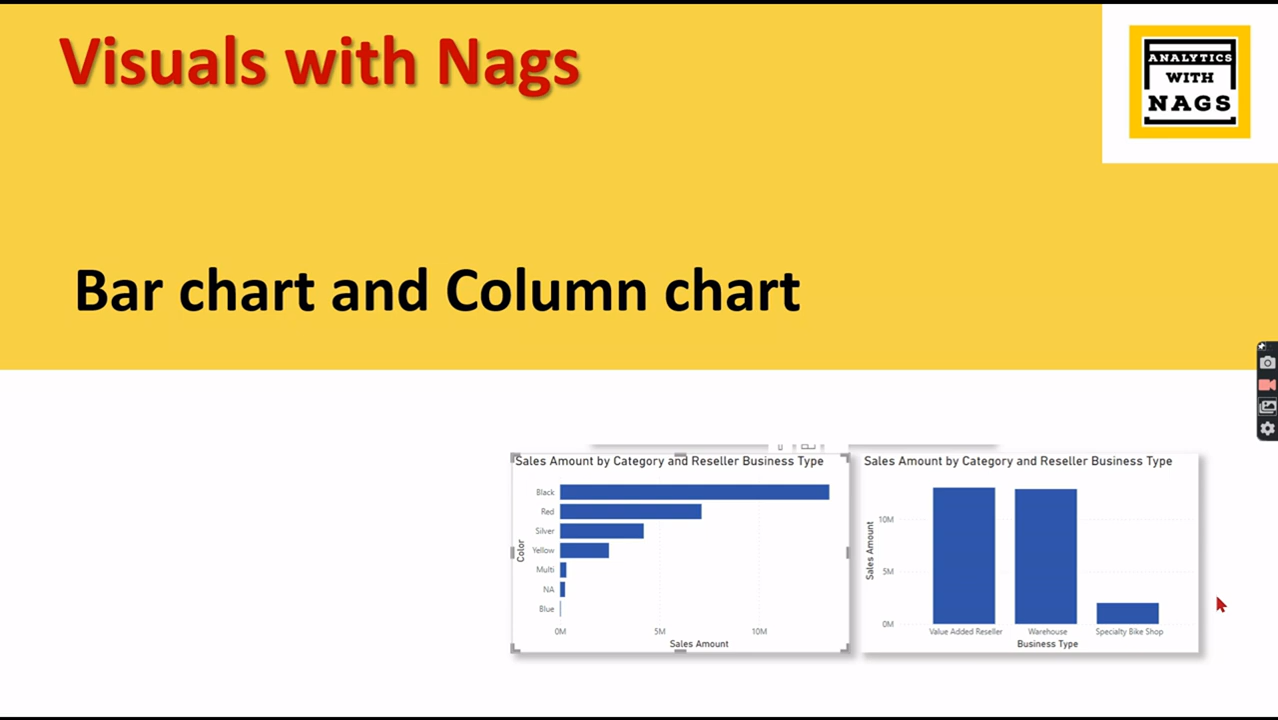 Visuals with Nags
ANALYTICS
WITH
NAGS
Bar chart and Column chart
Sales Amount by Category and Reseller Business Type
Black
Red
Silver
Yellow
Multi
NA
Blue
Color
0M 5M 10M
Sales Amount
Sales Amount by Category and Reseller Business Type
10M
5M
0M
Sales Amount
Value Added Reseller Warehouse Specialty Bike Shop
Business Type